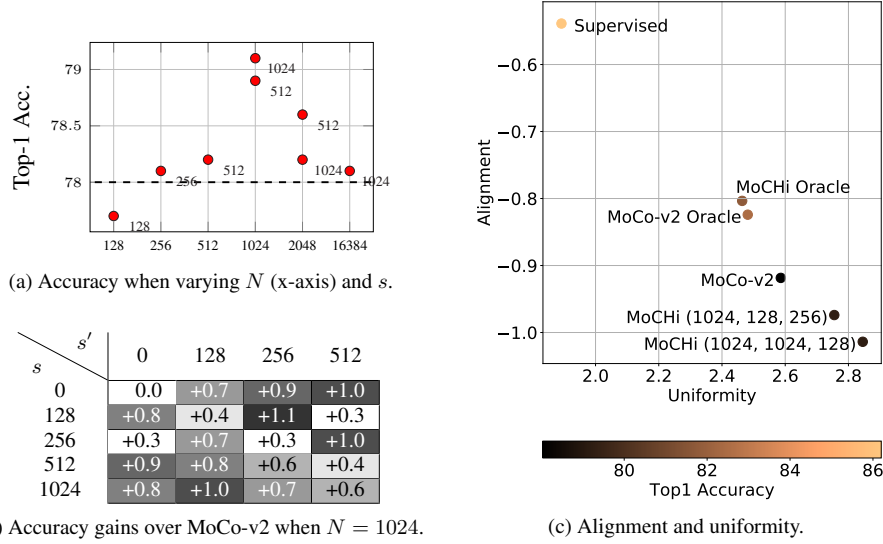 Top-1 Acc.
79
78.5
78
1024
512
512
256
512
1024
1024
128
128 256 512 1024 2048 16384
(a) Accuracy when varying N (x-axis) and s.
s s′ 0 128 256 512
0 0.0 +0.7 +0.9 +1.0
128 +0.8 +0.4 +1.1 +0.3
256 +0.3 +0.7 +0.3 +1.0
512 +0.9 +0.8 +0.6 +0.4
1024 +0.8 +1.0 +0.7 +0.6
) Accuracy gains over MoCo-v2 when N = 1024.
Alignment
−0.6
−0.7
−0.8
−0.9
−1.0
Supervised
MoCHi Oracle
MoCo-v2 Oracle
MoCo-v2
MoCHi (1024, 128, 256)
MoCHi (1024, 1024, 128)
2.0 2.2 2.4 2.6 2.8
Uniformity
80 82 84 86
Top1 Accuracy
(c) Alignment and uniformity.